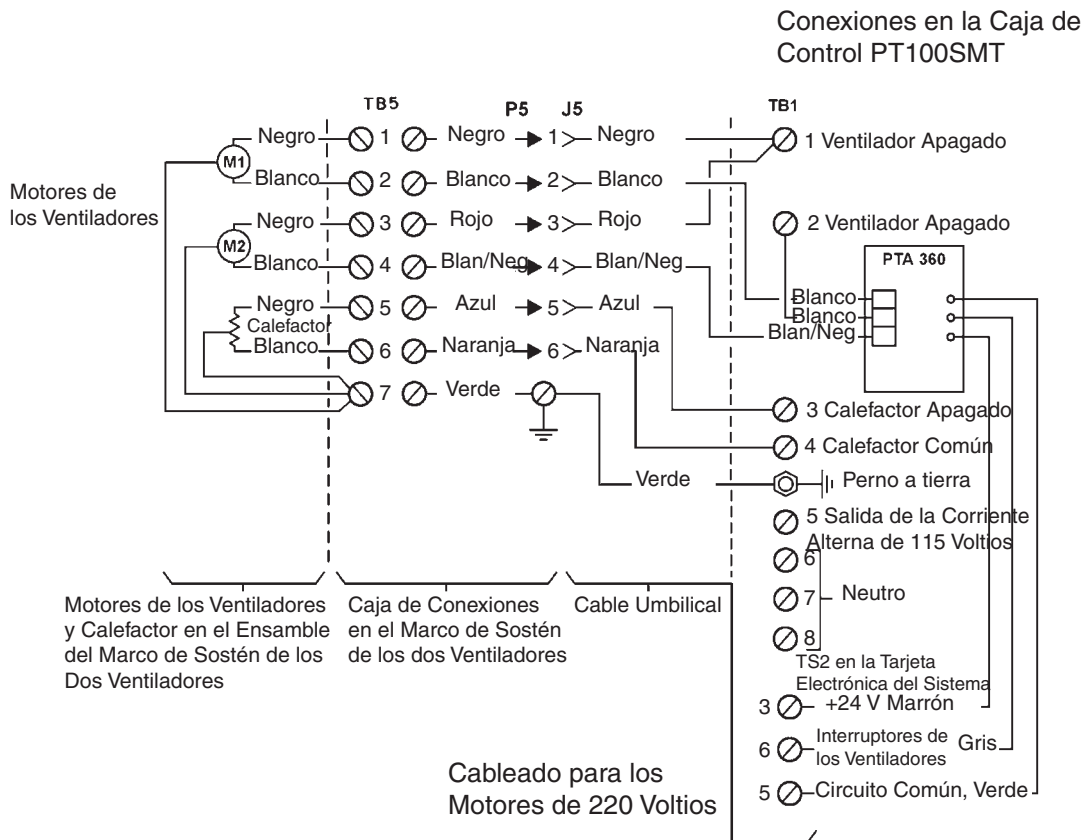 Conexiones en la Caja de
Control PT100SMT
TB5
P5
J5
TB1
Negro
1
Negro
1
Negro
1 Ventilador Apagado
M1
Blanco
2
Blanco
2
Blanco
Motores de
los Ventiladores
Negro
3
Rojo
3
Rojo
2 Ventilador Apagado
M2
Blanco
4
Blan/Neg
4
Blan/Neg
PTA 360
Blanco
Blanco
Blan/Neg
Negro
5
Azul
5
Azul
Calefactor
Blanco
6
Naranja
6
Naranja
7
Verde
3 Calefactor Apagado
4 Calefactor Común
Verde
Perno a tierra
5 Salida de la Corriente
Alterna de 115 Voltios
6
7
Neutro
8
Motores de los Ventiladores
y Calefactor en el Ensamble
del Marco de Sostén de los
Dos Ventiladores
Caja de Conexiones
en el Marco de Sostén
de los dos Ventiladores
Cable Umbilical
TS2 en la Tarjeta
Electrónica del Sistema
3
+24 V Marrón
6
Interruptores de
los Ventiladores
Gris
5
Circuito Común, Verde
Cableado para los
Motores de 220 Voltios